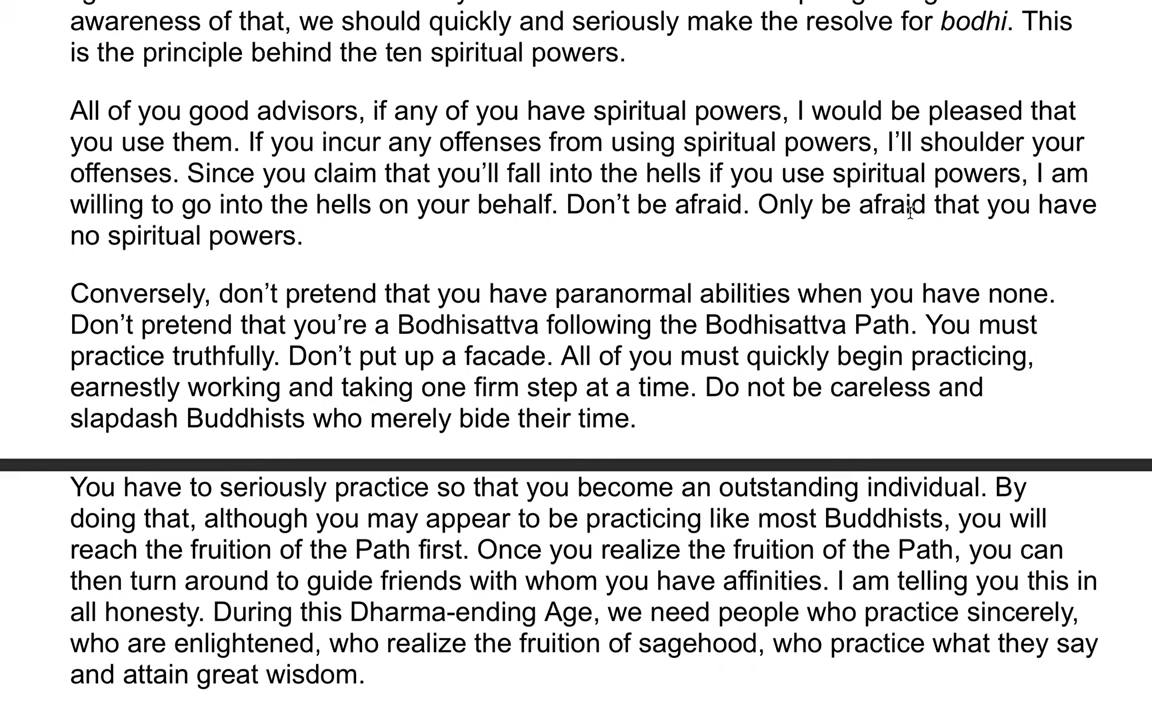 awareness of that, we should quickly and seriously make the resolve for bodhi. This
is the principle behind the ten spiritual powers.
All of you good advisors, if any of you have spiritual powers, I would be pleased that
you use them. If you incur any offenses from using spiritual powers, I’ll shoulder your
offenses. Since you claim that you’ll fall into the hells if you use spiritual powers, I am
willing to go into the hells on your behalf. Don’t be afraid. Only be afraid that you have
no spiritual powers.
Conversely, don’t pretend that you have paranormal abilities when you have none.
Don’t pretend that you’re a Bodhisattva following the Bodhisattva Path. You must
practice truthfully. Don’t put up a facade. All of you must quickly begin practicing,
earnestly working and taking one firm step at a time. Do not be careless and
slapdash Buddhists who merely bide their time.
You have to seriously practice so that you become an outstanding individual. By
doing that, although you may appear to be practicing like most Buddhists, you will
reach the fruition of the Path first. Once you realize the fruition of the Path, you can
then turn around to guide friends with whom you have affinities. I am telling you this in
all honesty. During this Dharma-ending Age, we need people who practice sincerely,
who are enlightened, who realize the fruition of sagehood, who practice what they say
and attain great wisdom.